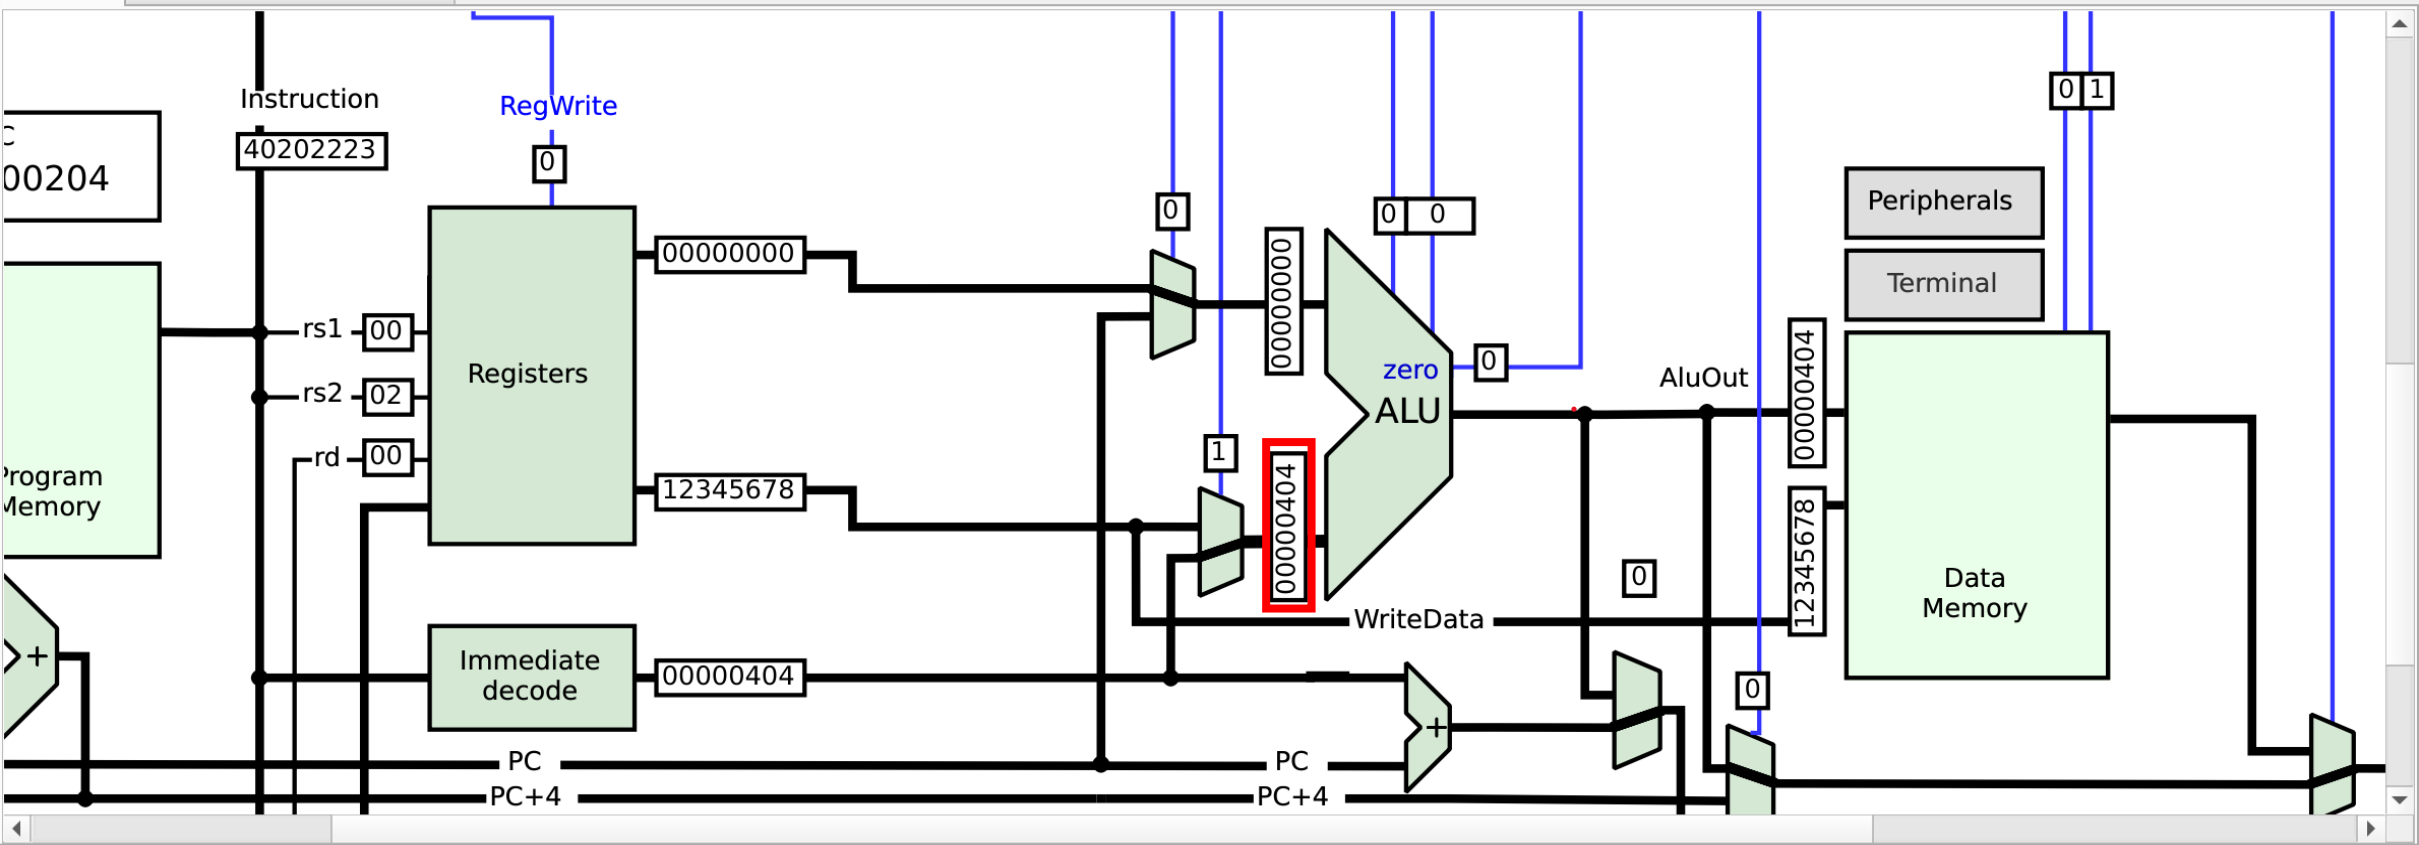 Instruction
40202223
RegWrite
0
C
00204
Program
Memory
+
rs1
00
rs2
02
rd
00
Registers
00000000
12345678
Immediate
decode
00000404
0
1
00000000
00000404
0
0
zero
ALU
0
AluOut
0
WriteData
0
+
PC
PC
PC+4
PC+4
0
1
Peripherals
Terminal
00000404
12345678
Data
Memory